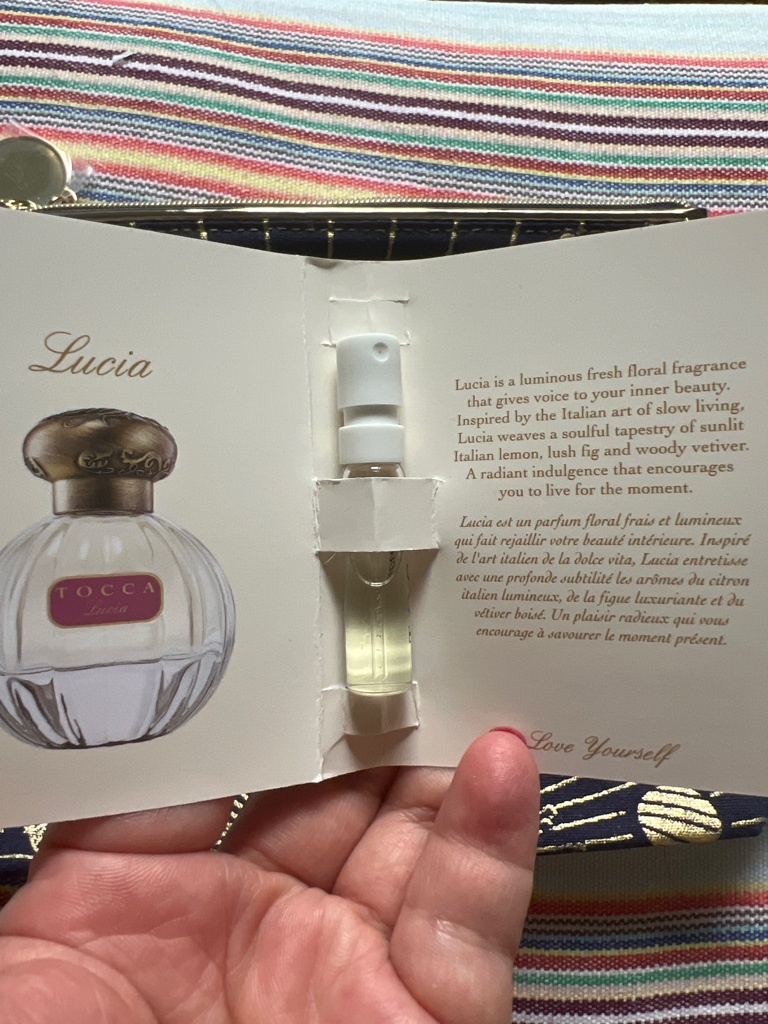 Lucia
TOCCA
Lucia
Lucia is a luminous fresh floral fragrance
that gives voice to your inner beauty.
Inspired by the Italian art of slow living,
Lucia weaves a soulful tapestry of sunlit
Italian lemon, lush fig and woody vetiver.
A radiant indulgence that encourages
you to live for the moment.
Lucia est un parfum floral frais et lumineux
qui fait rejaillir votre beauté intérieure. Inspiré
de l'art italien de la dolce vita, Lucia entretisse
avec une profonde subtilité les arômes du citron
italien lumineux, de la figue luxuriante et du
vétiver boisé. Un plaisir radieux qui vous
encourage à savourer le moment présent.
Love Yourself